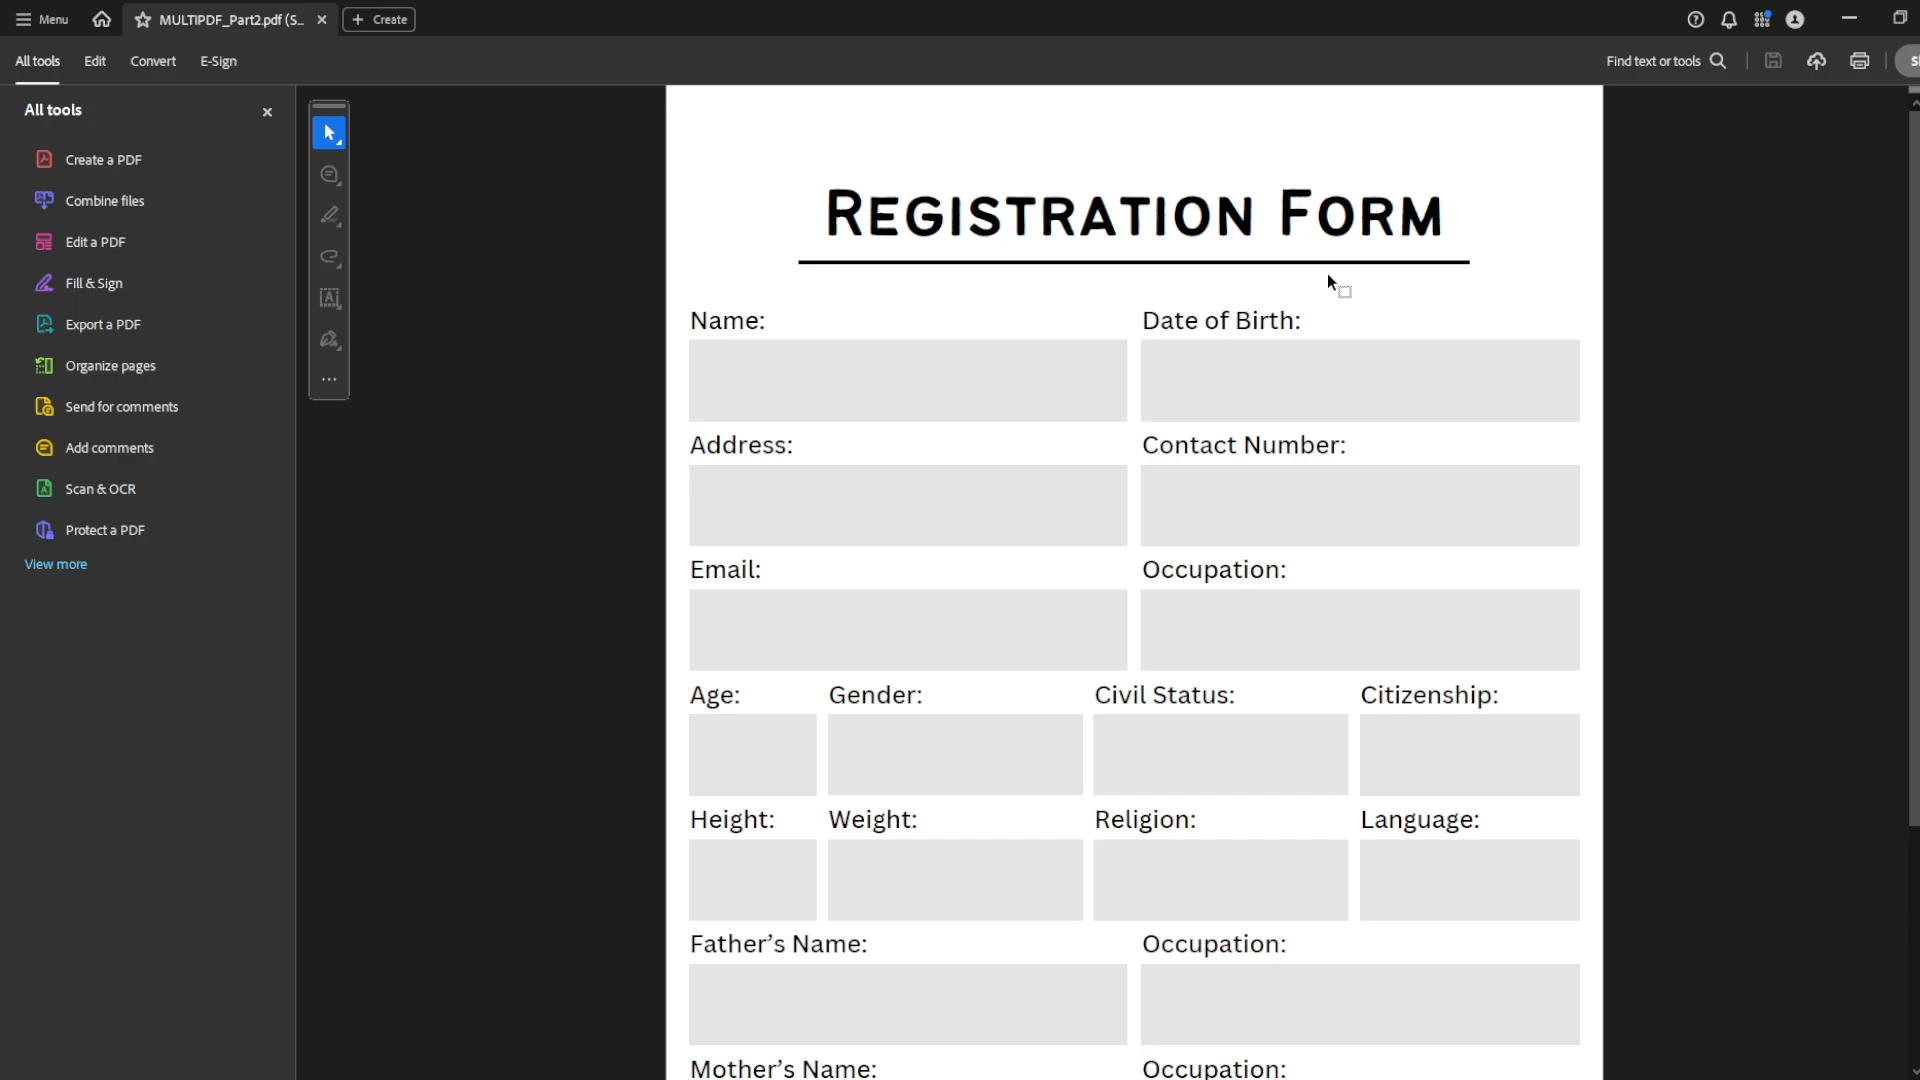 Menu
MULTIPDF_Part2.pdf (S...
Create
All tools
Edit
Convert
E-Sign
Find text or tools
All tools
Create a PDF
Combine files
Edit a PDF
Fill & Sign
Export a PDF
Organize pages
Send for comments
Add comments
Scan & OCR
Protect a PDF
View more
REGISTRATION FORM
Name:
Date of Birth:
Address:
Contact Number:
Email:
Occupation:
Age:
Gender:
Civil Status:
Citizenship:
Height:
Weight:
Religion:
Language:
Father’s Name:
Occupation:
Mother’s Name:
Occupation: